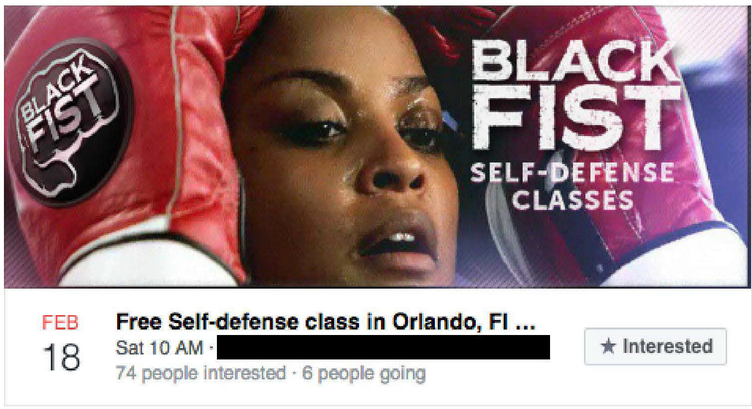 BLACK
FIST
BLACK
FIST
SELF-DEFENSE
CLASSES
FEB
18
Free Self-defense class in Orlando, Fl ...
Sat 10 AM ·
74 people interested · 6 people going
★ Interested